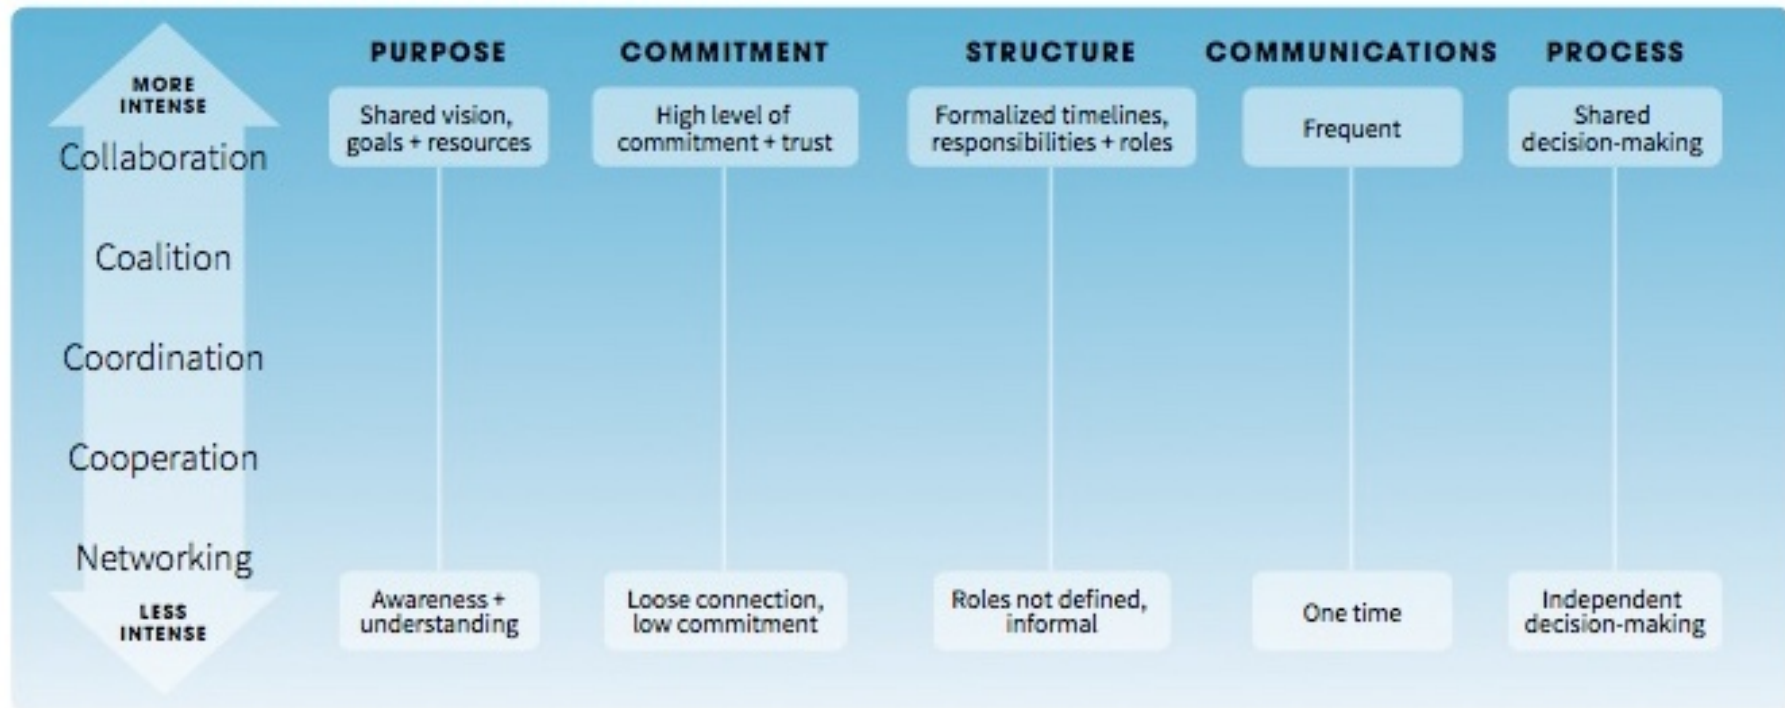 PURPOSE COMMITMENT STRUCTURE COMMUNICATIONS PROCESS
MORE
INTENSE
Shared vision,
goals + resources
High level of
commitment + trust
Formalized timelines,
responsibilities + roles
Frequent
Shared
decision-making
Collaboration
Coalition
Coordination
Cooperation
Networking
LESS
INTENSE
Awareness +
understanding
Loose connection,
low commitment
Roles not defined,
informal
One time
Independent
decision-making